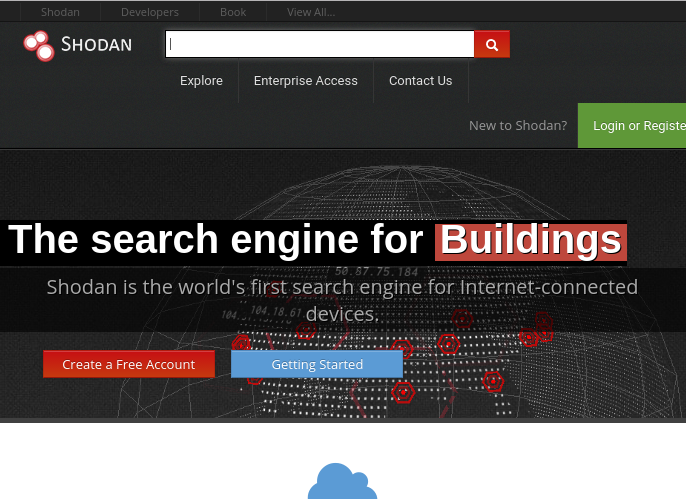 Shodan Developers Book View All...
SHODAN
Explore Enterprise Access Contact Us
New to Shodan? Login or Registe
The search engine for Buildings
50.87.75.184
Shodan is the world's first search engine for Internet-connected
104.18.61
104.
devices.
Create a Free Account Getting Started